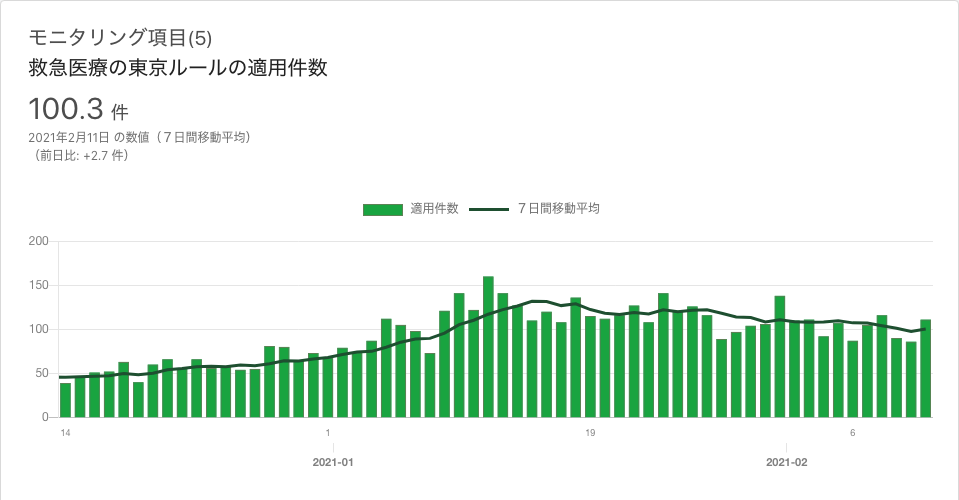 モニタリング項目(5)
救急医療の東京ルールの適用件数
100.3 件
2021年2月11日 の数値（７日間移動平均）
（前日比: +2.7 件）
適用件数 ７日間移動平均
200
150
100
50
0
14 1 19 6
2021-01 2021-02